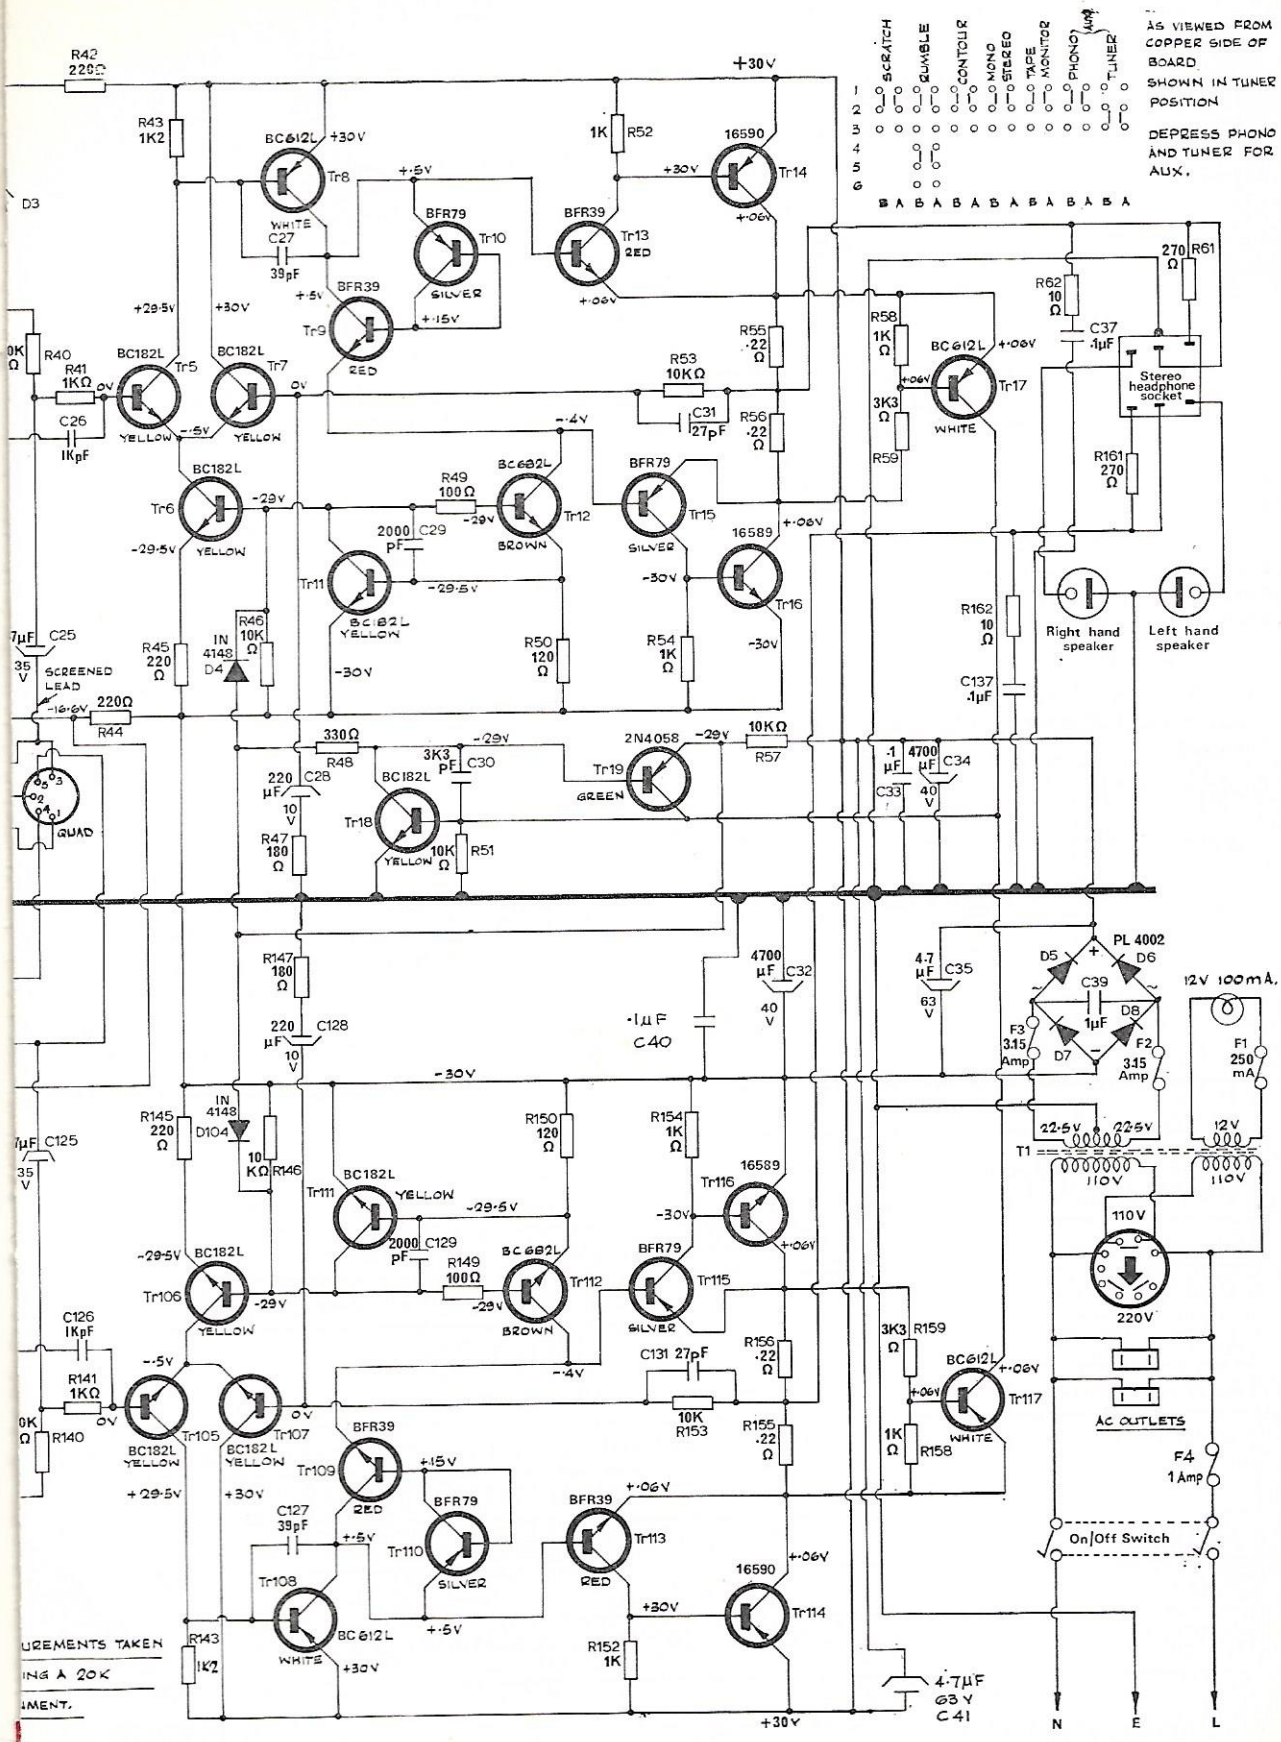 R42
220Ω
+30V
SCRATCH
RUMBLE
CONTOUR
MONO
STEREO
TAPE
MONITOR
PHONO
AUX
TUNER
1
2
3
4
5
6
B A B A B A B A B A B A B A
AS VIEWED FROM
COPPER SIDE OF
BOARD.
SHOWN IN TUNER
POSITION
DEPRESS PHONO
AND TUNER FOR
AUX.
R43
1K2
BC612L
+30V
Tr8
WHITE
C27
39pF
D3
1K
R52
16590
+30V
Tr14
+.06V
+.5V
BFR79
Tr10
SILVER
BFR39
Tr13
RED
+.06V
+.5V
BFR39
Tr9
RED
+.15V
+29.5V
+30V
R40
R41
1KΩ
0V
C26
1KpF
BC182L
Tr5
YELLOW
BC182L
Tr7
YELLOW
0V
-.5V
R53
10KΩ
C31
27pF
R55
.22
Ω
R56
.22
Ω
R58
1K
Ω
3K3
Ω
R59
+.06V
BC612L
+.06V
Tr17
WHITE
R62
10
Ω
C37
.1µF
270
Ω
R61
Stereo
headphone
socket
R161
270
Ω
BC182L
Tr6
YELLOW
-29V
-29.5V
R49
100Ω
-29V
2000
pF
C29
BC682L
Tr12
BROWN
-.4V
BFR79
Tr15
SILVER
16589
+.06V
Tr16
-30V
-30V
Tr11
BC182L
YELLOW
-29.5V
-30V
R50
120
Ω
R54
1K
Ω
R45
220
Ω
IN
4148
D4
R46
10K
Ω
7µF
C25
35
V
SCREENED
LEAD
-16.6V
220Ω
R44
R162
10
Ω
C137
.1µF
Right hand
speaker
Left hand
speaker
330Ω
R48
-29V
3K3
pF
C30
BC182L
Tr18
YELLOW
10K
Ω
R51
220
µF
C28
10
V
R47
180
Ω
2N4058
Tr19
GREEN
-29V
10KΩ
R57
.1
µF
C33
4700
µF
C34
40
V
5
3
2
4
1
QUAD
R147
180
Ω
220
µF
C128
10
V
.1µF
C40
4700
µF
C32
40
V
4.7
µF
C35
63
V
PL 4002
D5
D6
C39
1µF
D7
D8
F3
3.15
Amp
F2
3.15
Amp
12V 100mA.
F1
250
mA
-30V
22.5V
22.5V
12V
T1
110V
110V
110V
220V
AC OUTLETS
F4
1 Amp
On/Off Switch
N
E
L
R145
220
Ω
IN
4148
D104
10
KΩ
R146
7µF
C125
35
V
BC182L
Tr111
YELLOW
-29.5V
2000
pF
C129
R149
100Ω
-29V
R150
120
Ω
BC682L
Tr112
BROWN
-.4V
R154
1K
Ω
16589
Tr116
-30V
+.06V
BFR79
Tr115
SILVER
-29.5V
BC182L
Tr106
-29V
YELLOW
C126
1KpF
R141
1KΩ
0V
R140
-.5V
Tr105
BC182L
YELLOW
Tr107
BC182L
YELLOW
0V
+29.5V
+30V
C131 27pF
10K
R153
R156
.22
Ω
R155
.22
Ω
3K3
Ω
R159
+.06V
1K
Ω
R158
BC612L
+.06V
Tr117
WHITE
BFR39
Tr109
RED
+.15V
BFR79
Tr110
SILVER
C127
39pF
+.5V
Tr108
BC612L
WHITE
+30V
+.5V
BFR39
+.06V
Tr113
RED
+30V
16590
+.06V
Tr114
R152
1K
R143
1K2
+30V
4.7µF
63V
C41
UREMENTS TAKEN
ING A 20K
UMENT.